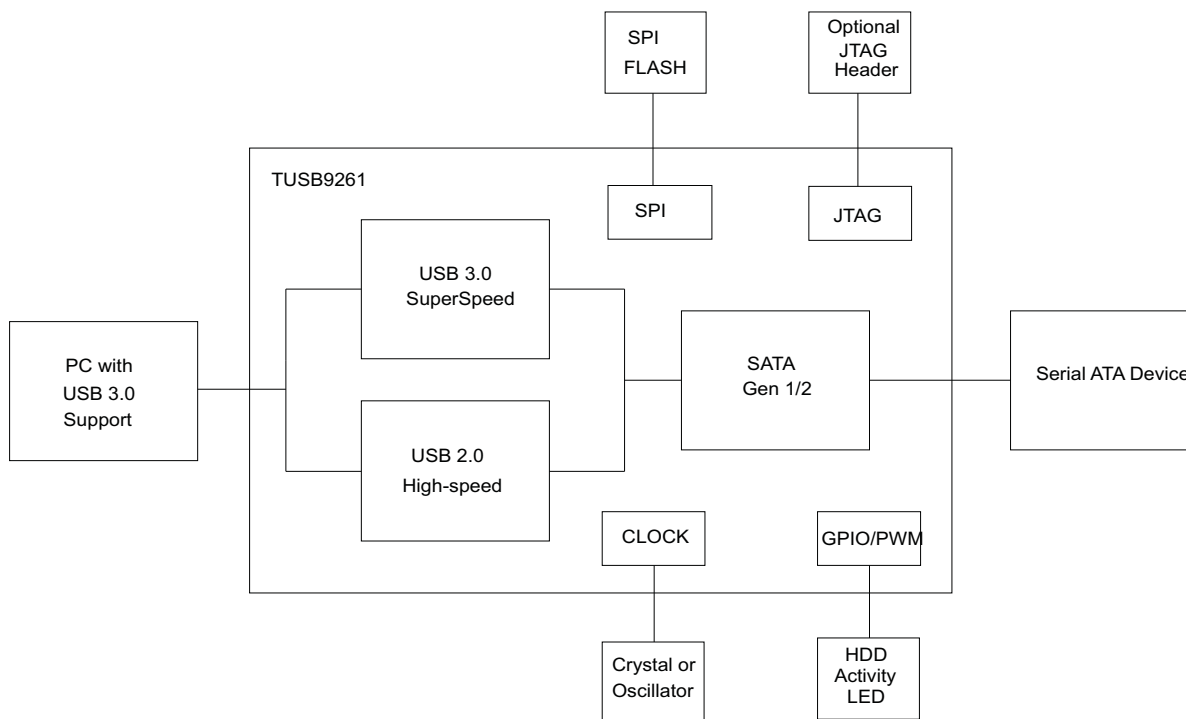 SPI
FLASH
Optional
JTAG
Header
TUSB9261
SPI
JTAG
USB 3.0
SuperSpeed
PC with
USB 3.0
Support
SATA
Gen 1/2
Serial ATA Device
USB 2.0
High-speed
CLOCK
GPIO/PWM
Crystal or
Oscillator
HDD
Activity
LED